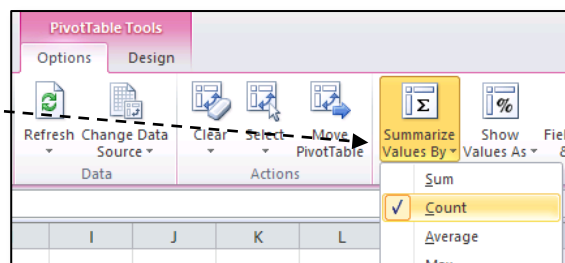 PivotTable Tools
Options Design
Refresh Change Data Source Clear Select Move PivotTable Summarize Values By Show Values As
Data Actions
Sum
Count
Average
I J K L